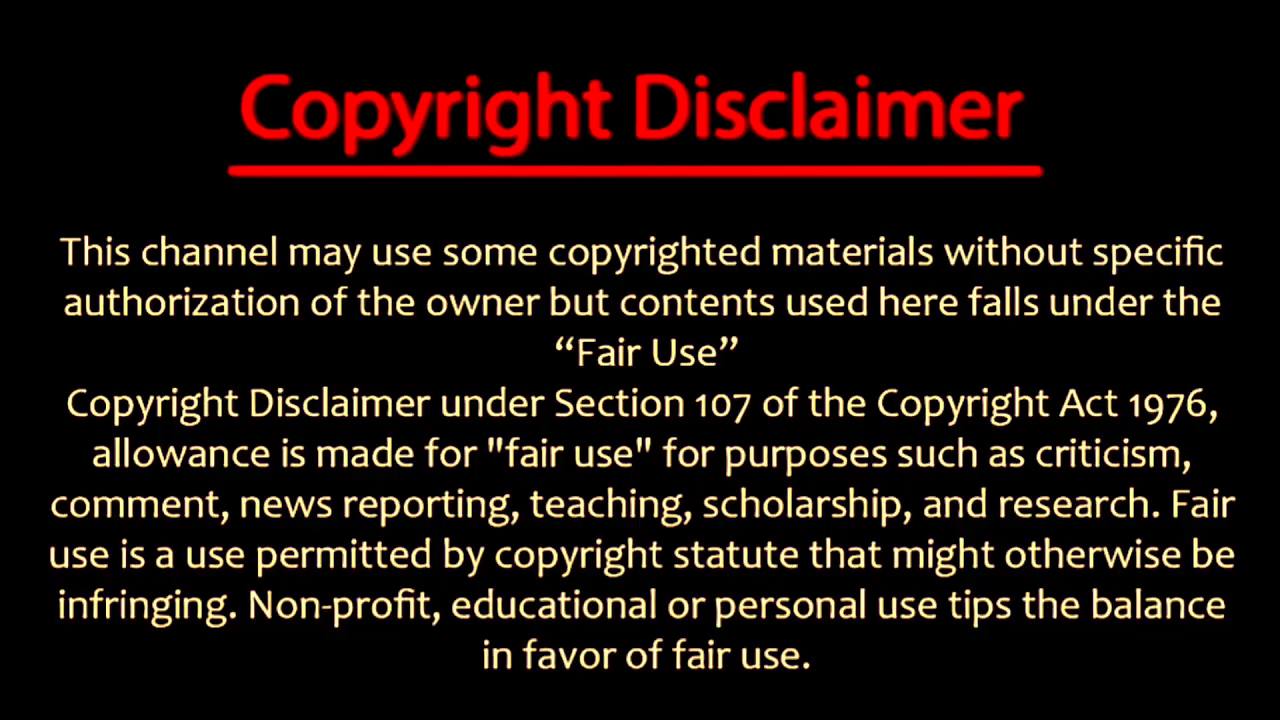 Copyright Disclaimer
This channel may use some copyrighted materials without specific
authorization of the owner but contents used here falls under the
“Fair Use”
Copyright Disclaimer under Section 107 of the Copyright Act 1976,
allowance is made for "fair use" for purposes such as criticism,
comment, news reporting, teaching, scholarship, and research. Fair
use is a use permitted by copyright statute that might otherwise be
infringing. Non-profit, educational or personal use tips the balance
in favor of fair use.